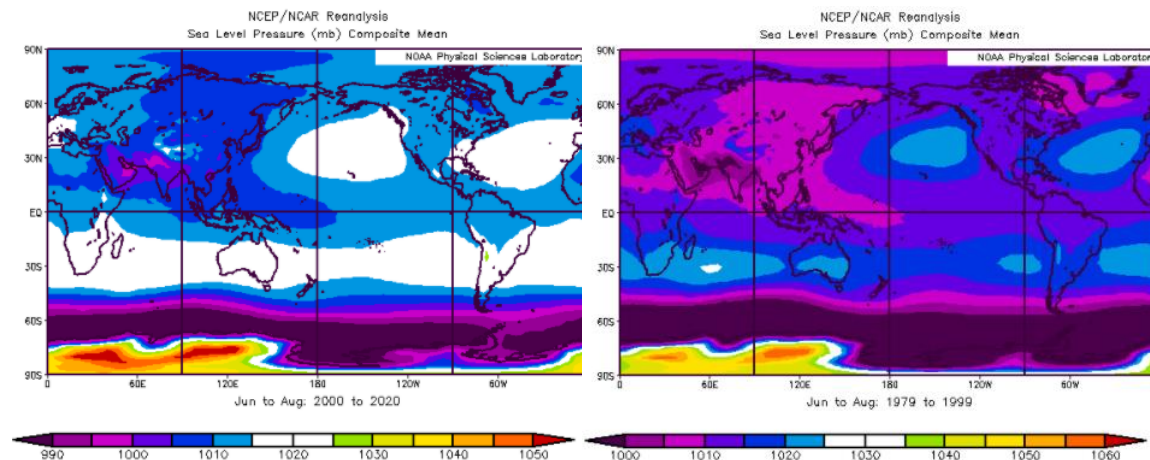 NCEP/NCAR Reanalysis
Sea Level Pressure (mb) Composite Mean
NOAA Physical Sciences Laboratory
90N
60N
30N
EQ
30S
60S
90S
0 60E 120E 180 120W 60W
Jun to Aug: 2000 to 2020
990 1000 1010 1020 1030 1040 1050
NCEP/NCAR Reanalysis
Sea Level Pressure (mb) Composite Mean
NOAA Physical Sciences Laboratory
90N
60N
30N
EQ
30S
60S
90S
0 60E 120E 180 120W 60W
Jun to Aug: 1979 to 1999
1000 1010 1020 1030 1040 1050 1060